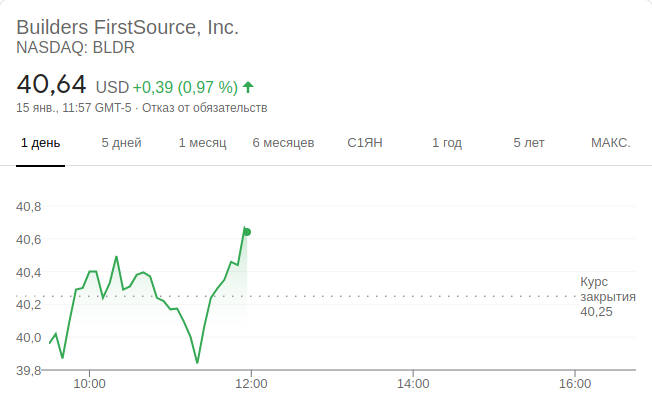 Builders FirstSource, Inc.
NASDAQ: BLDR
40,64 USD +0,39 (0,97 %)
15 янв., 11:57 GMT-5 · Отказ от обязательств
1 день 5 дней 1 месяц 6 месяцев С1ЯН 1 год 5 лет МАКС.
40,8
40,6
40,4
40,2
40,0
39,8
Курс
закрытия
40,25
10:00 12:00 14:00 16:00